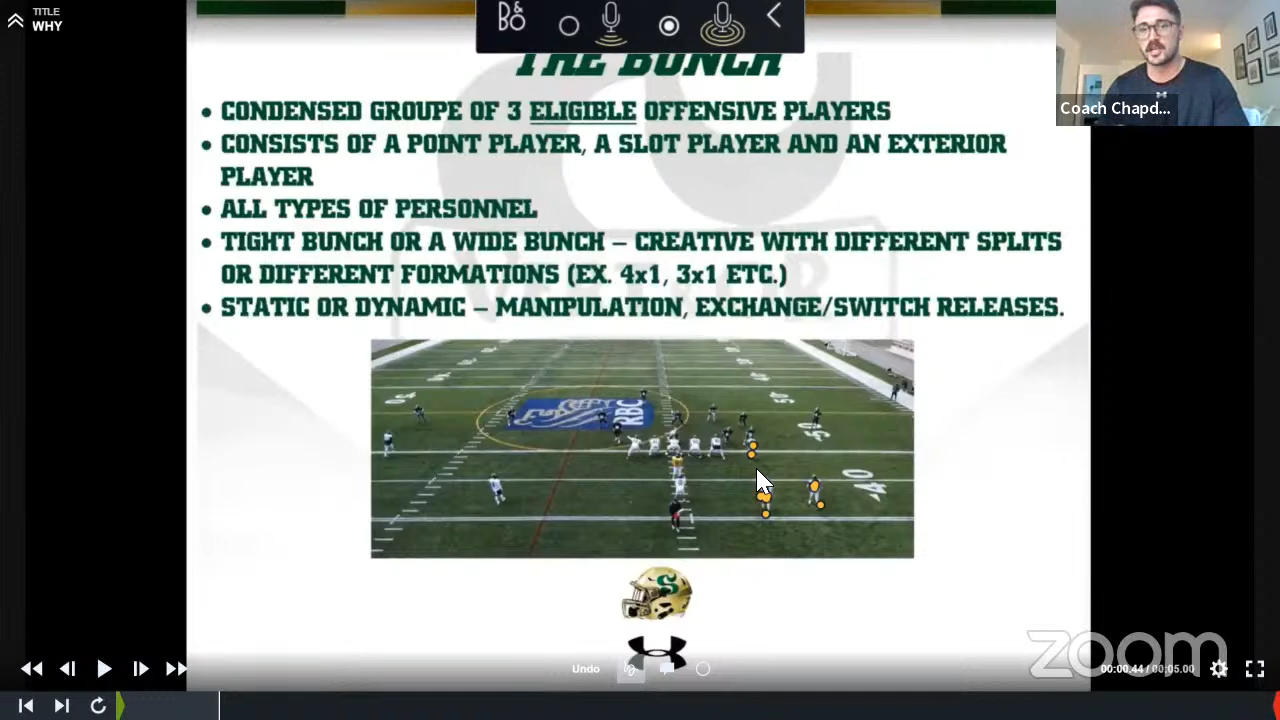 TITLE
WHY
THE BUNCH
Coach Chapd...
• CONDENSED GROUPE OF 3 ELIGIBLE OFFENSIVE PLAYERS
• CONSISTS OF A POINT PLAYER, A SLOT PLAYER AND AN EXTERIOR
PLAYER
• ALL TYPES OF PERSONNEL
• TIGHT BUNCH OR A WIDE BUNCH – CREATIVE WITH DIFFERENT SPLITS
OR DIFFERENT FORMATIONS (EX. 4x1, 3x1 ETC.)
• STATIC OR DYNAMIC – MANIPULATION, EXCHANGE/SWITCH RELEASES.
RBC
50
40
S
zoom
Undo
00:00.44 / 00:05.00